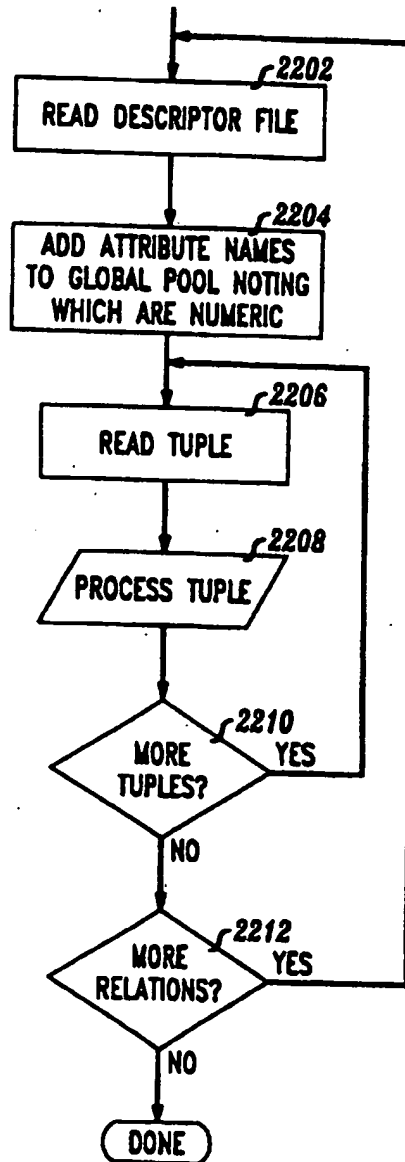 2202
READ DESCRIPTOR FILE
2204
ADD ATTRIBUTE NAMES
TO GLOBAL POOL NOTING
WHICH ARE NUMERIC
2206
READ TUPLE
2208
PROCESS TUPLE
2210
MORE
TUPLES?
YES
NO
2212
MORE
RELATIONS?
YES
NO
DONE